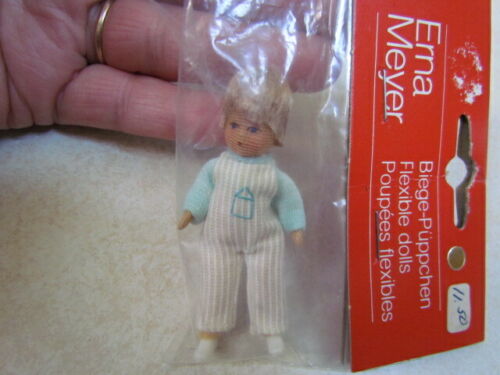 Erna
Meyer
Biege-Püppchen
Flexible dolls
Poupées flexibles
11.50